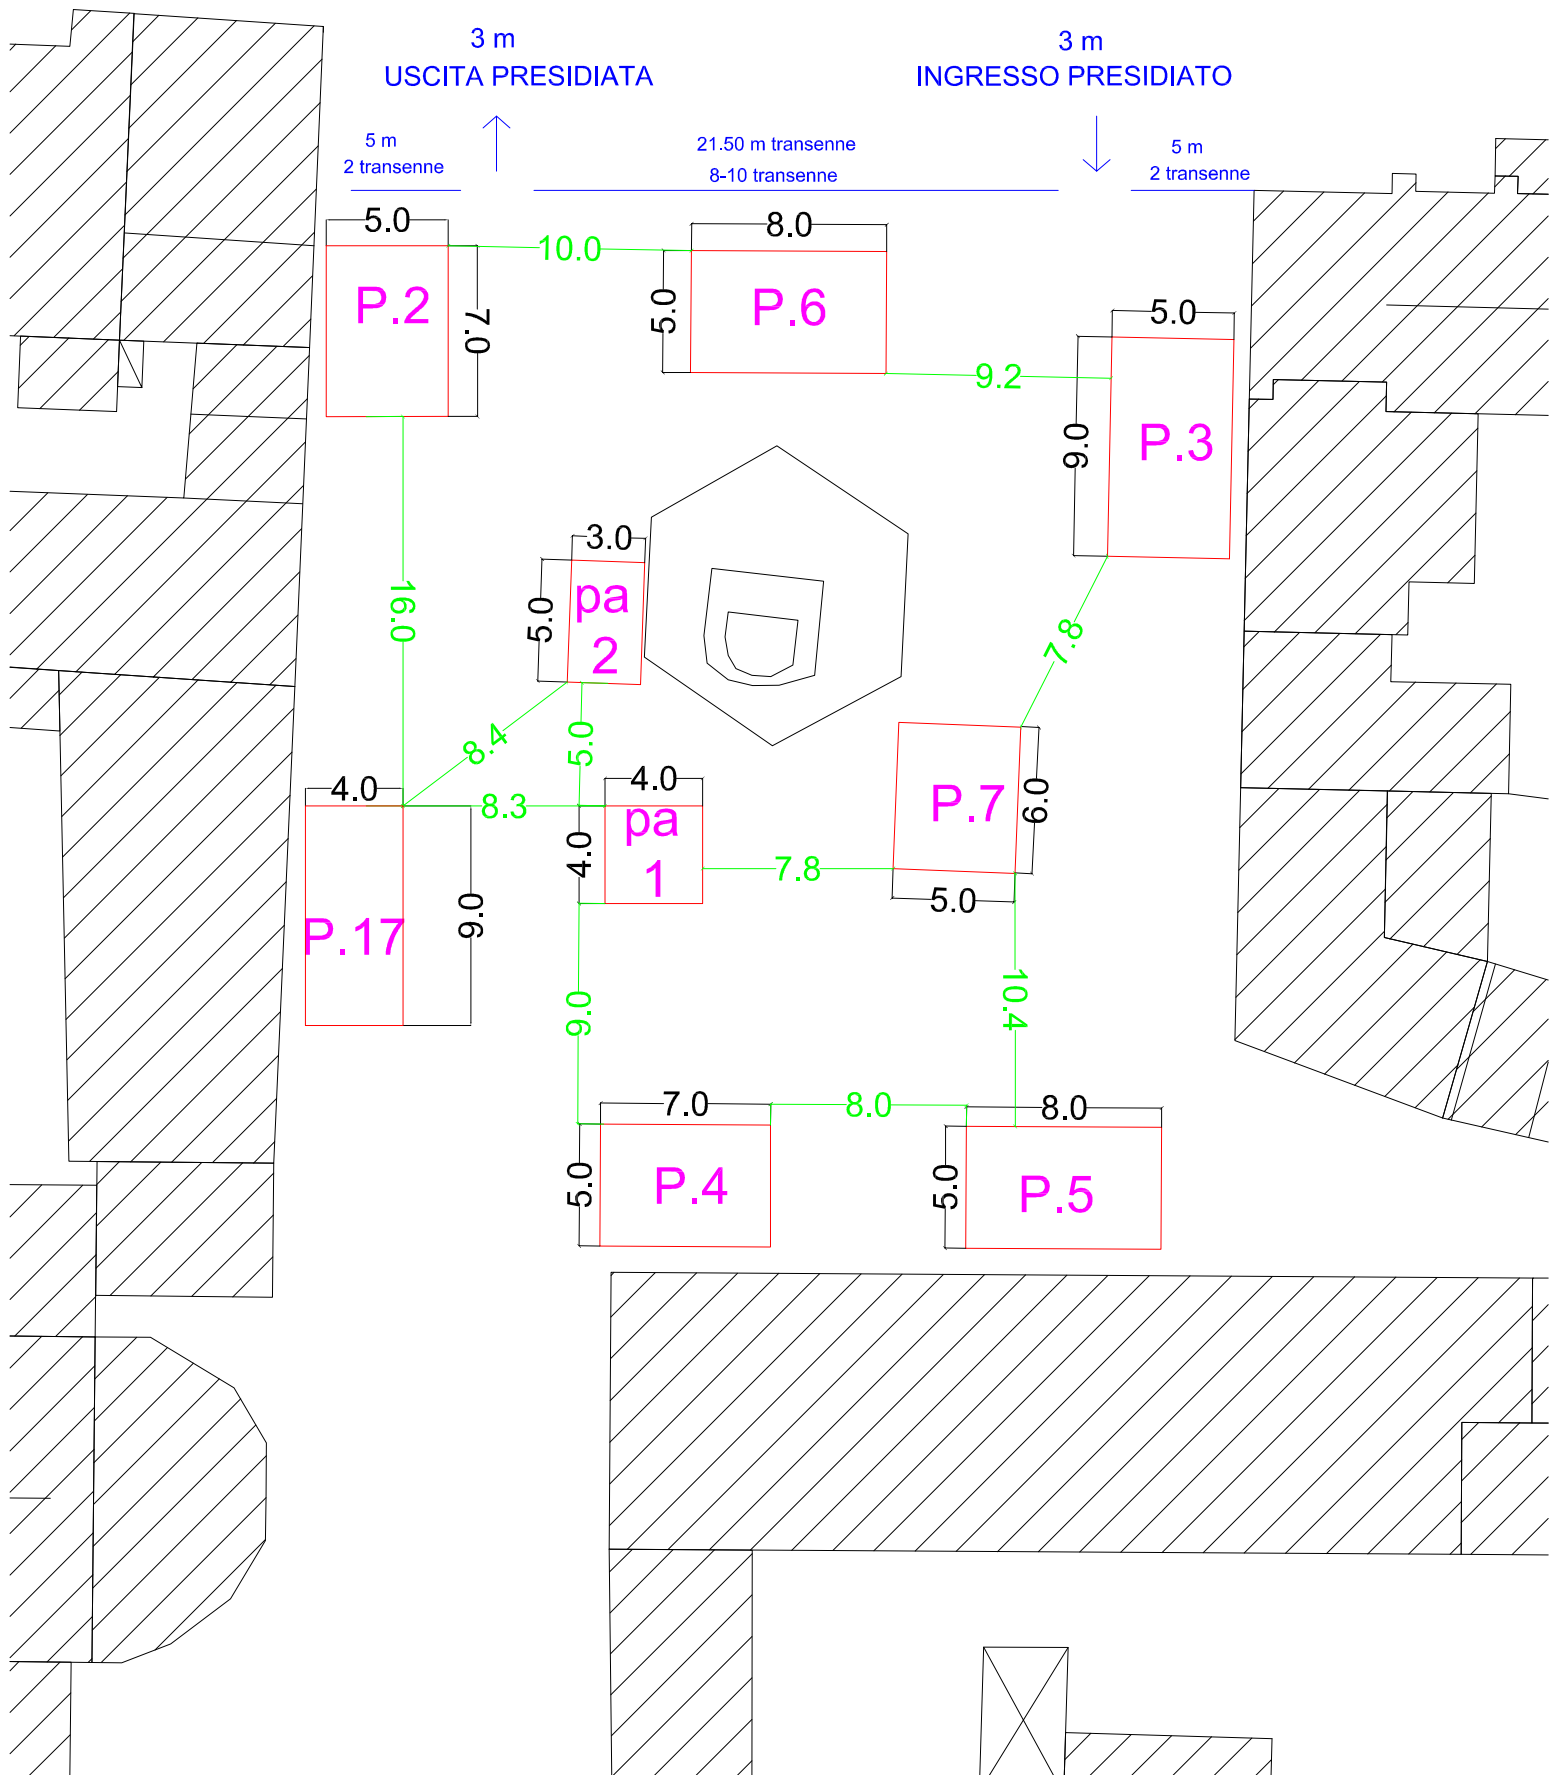 3 m
USCITA PRESIDIATA
3 m
INGRESSO PRESIDIATO
5 m
2 transenne
21.50 m transenne
8-10 transenne
5 m
2 transenne
5.0
10.0
8.0
P.2
7.0
5.0
P.6
5.0
9.2
9.0
P.3
3.0
5.0
pa
2
16.0
7.8
8.4
5.0
4.0
8.3
4.0
4.0
pa
1
7.8
P.7
6.0
5.0
P.17
9.0
9.0
10.4
7.0
8.0
8.0
5.0
P.4
5.0
P.5